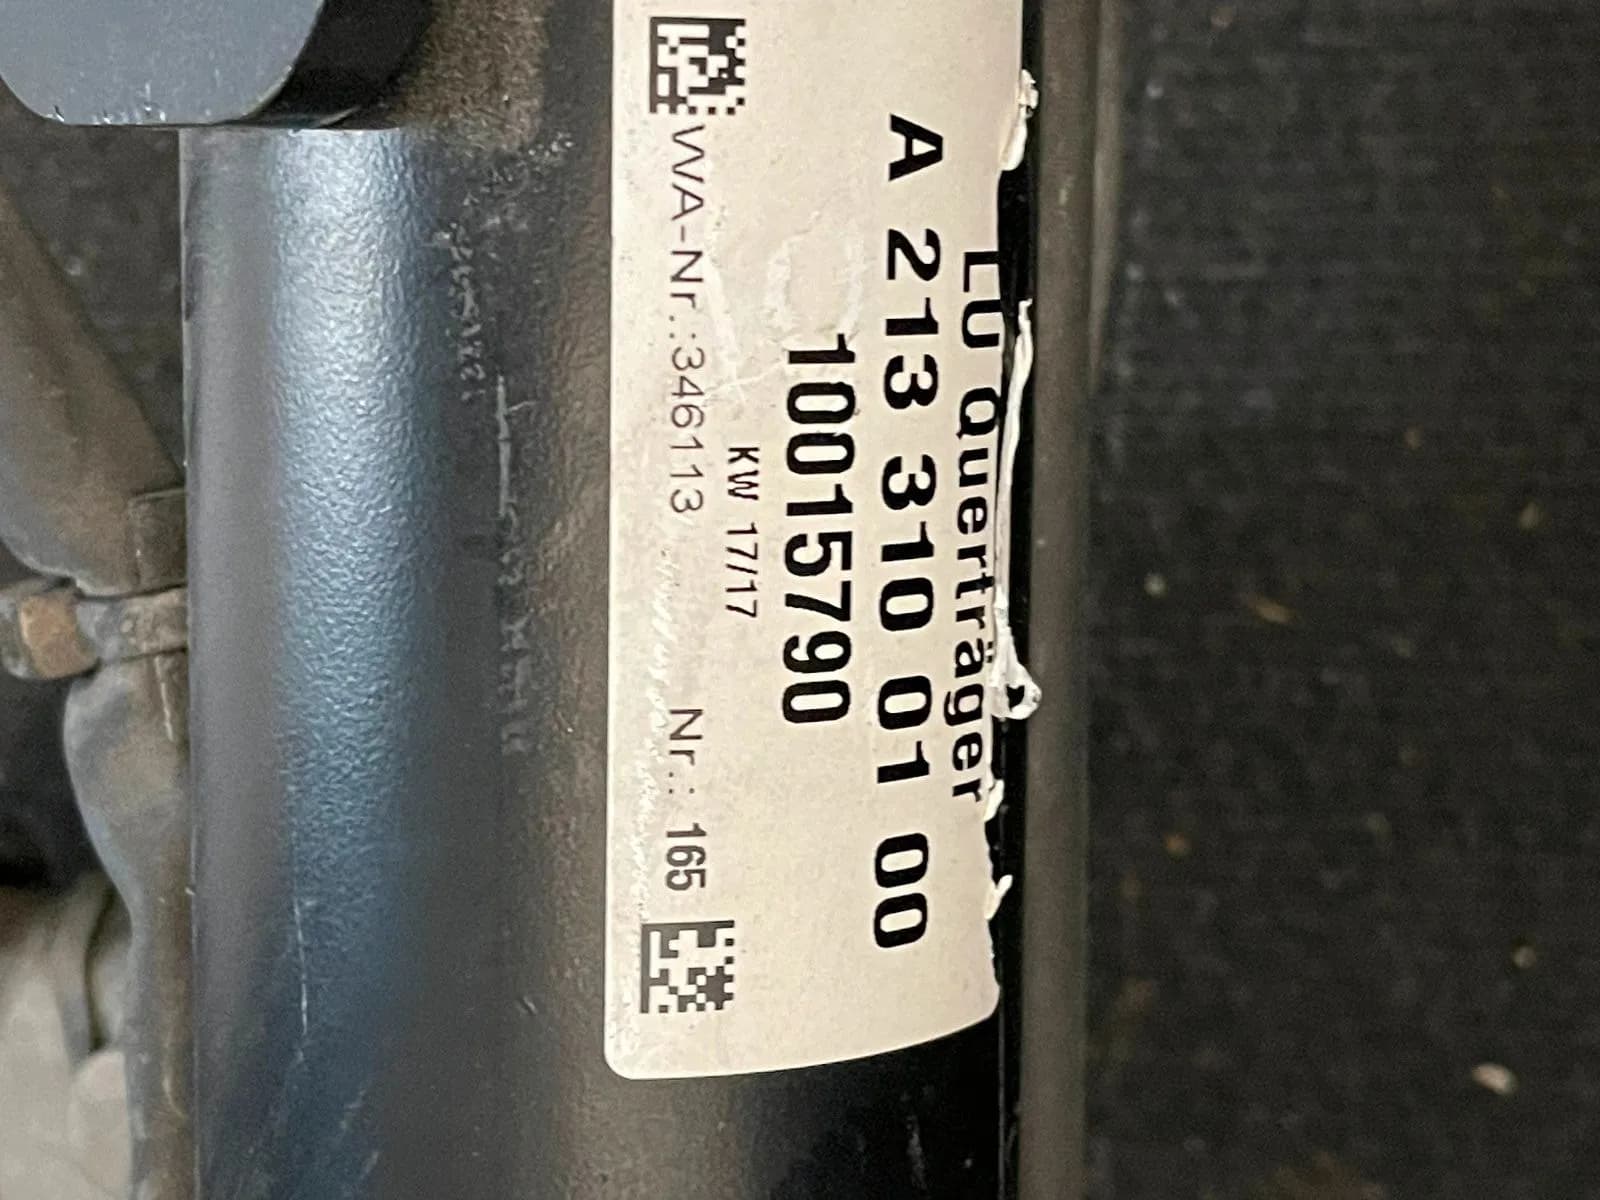 LU Querträger
A 213 310 01 00
10015790
KW 17/17
WA-Nr.:346113 Nr.: 165